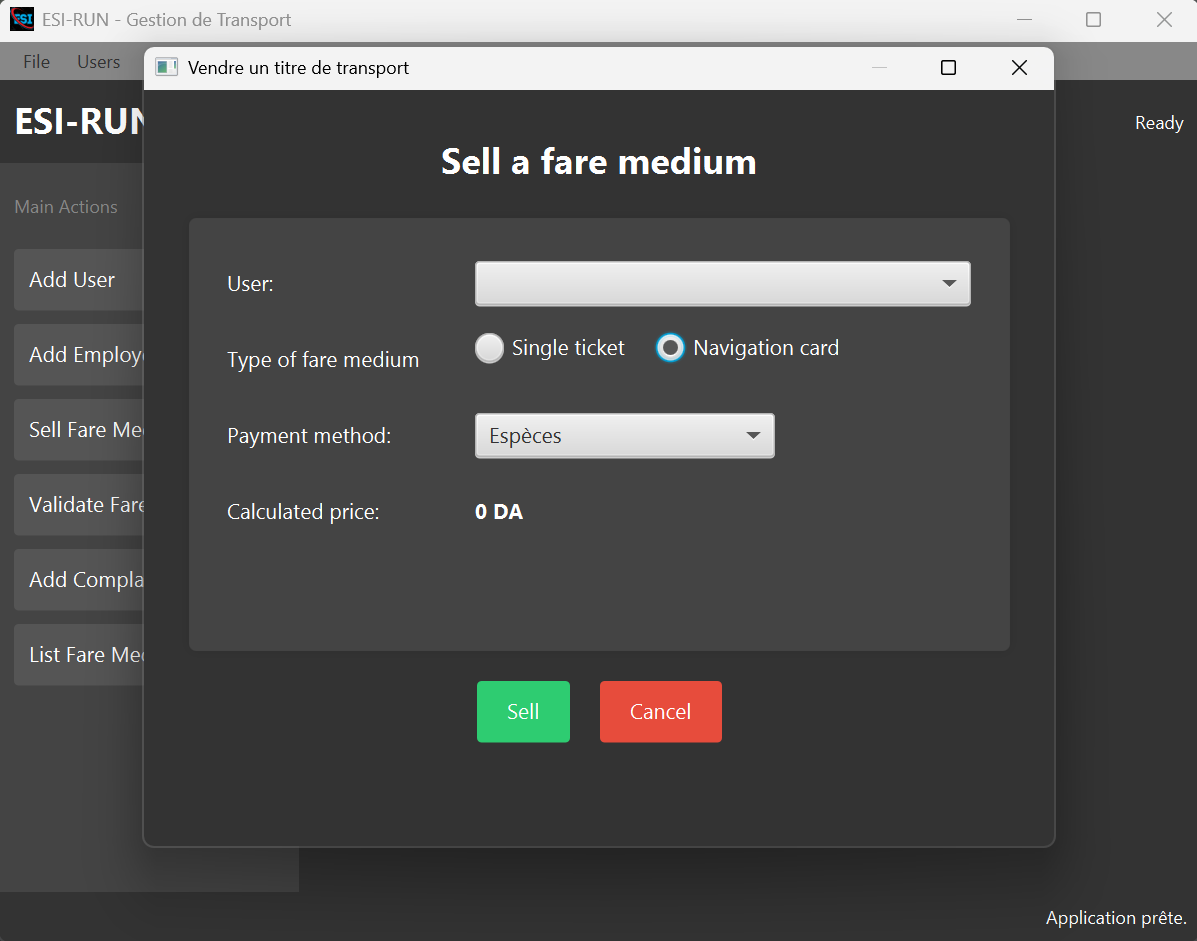 ESI ESI-RUN - Gestion de Transport
File Users
Vendre un titre de transport
ESI-RUN
Ready
Main Actions
Add User
Add Employe
Sell Fare Med
Validate Fare
Add Compla
List Fare Med
Sell a fare medium
User:
Type of fare medium
Single ticket Navigation card
Payment method:
Espèces
Calculated price:
0 DA
Sell Cancel
Application prête.